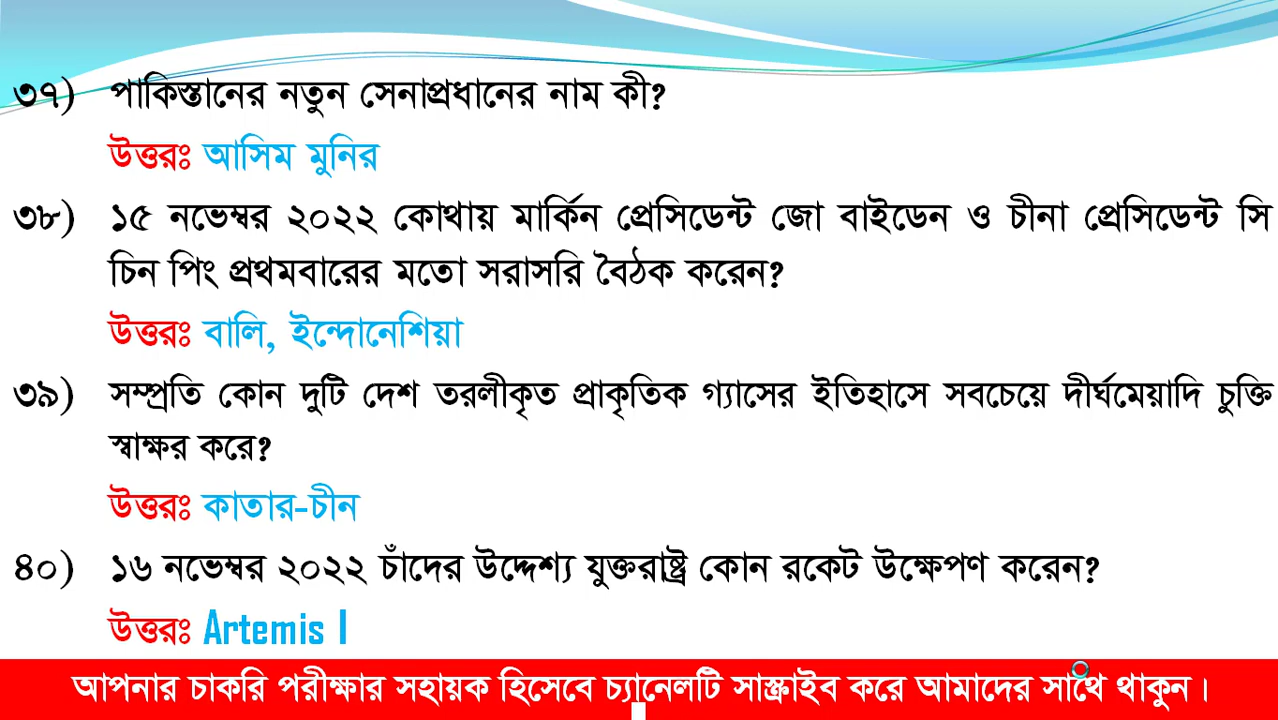 ৩৭) পাকিস্তানের নতুন সেনাপ্রধানের নাম কী?
উত্তরঃ আসিম মুনির
৩৮) ১৫ নভেম্বর ২০২২ কোথায় মার্কিন প্রেসিডেন্ট জো বাইডেন ও চীনা প্রেসিডেন্ট সি
চিন পিং প্রথমবারের মতো সরাসরি বৈঠক করেন?
উত্তরঃ বালি, ইন্দোনেশিয়া
৩৯) সম্প্রতি কোন দুটি দেশ তরলীকৃত প্রাকৃতিক গ্যাসের ইতিহাসে সবচেয়ে দীর্ঘমেয়াদি চুক্তি
স্বাক্ষর করে?
উত্তরঃ কাতার-চীন
৪০) ১৬ নভেম্বর ২০২২ চাঁদের উদ্দেশ্য যুক্তরাষ্ট্র কোন রকেট উক্ষেপণ করেন?
উত্তরঃ Artemis I
আপনার চাকরি পরীক্ষার সহায়ক হিসেবে চ্যানেলটি সাস্ক্রাইব করে আমাদের সাথে থাকুন।